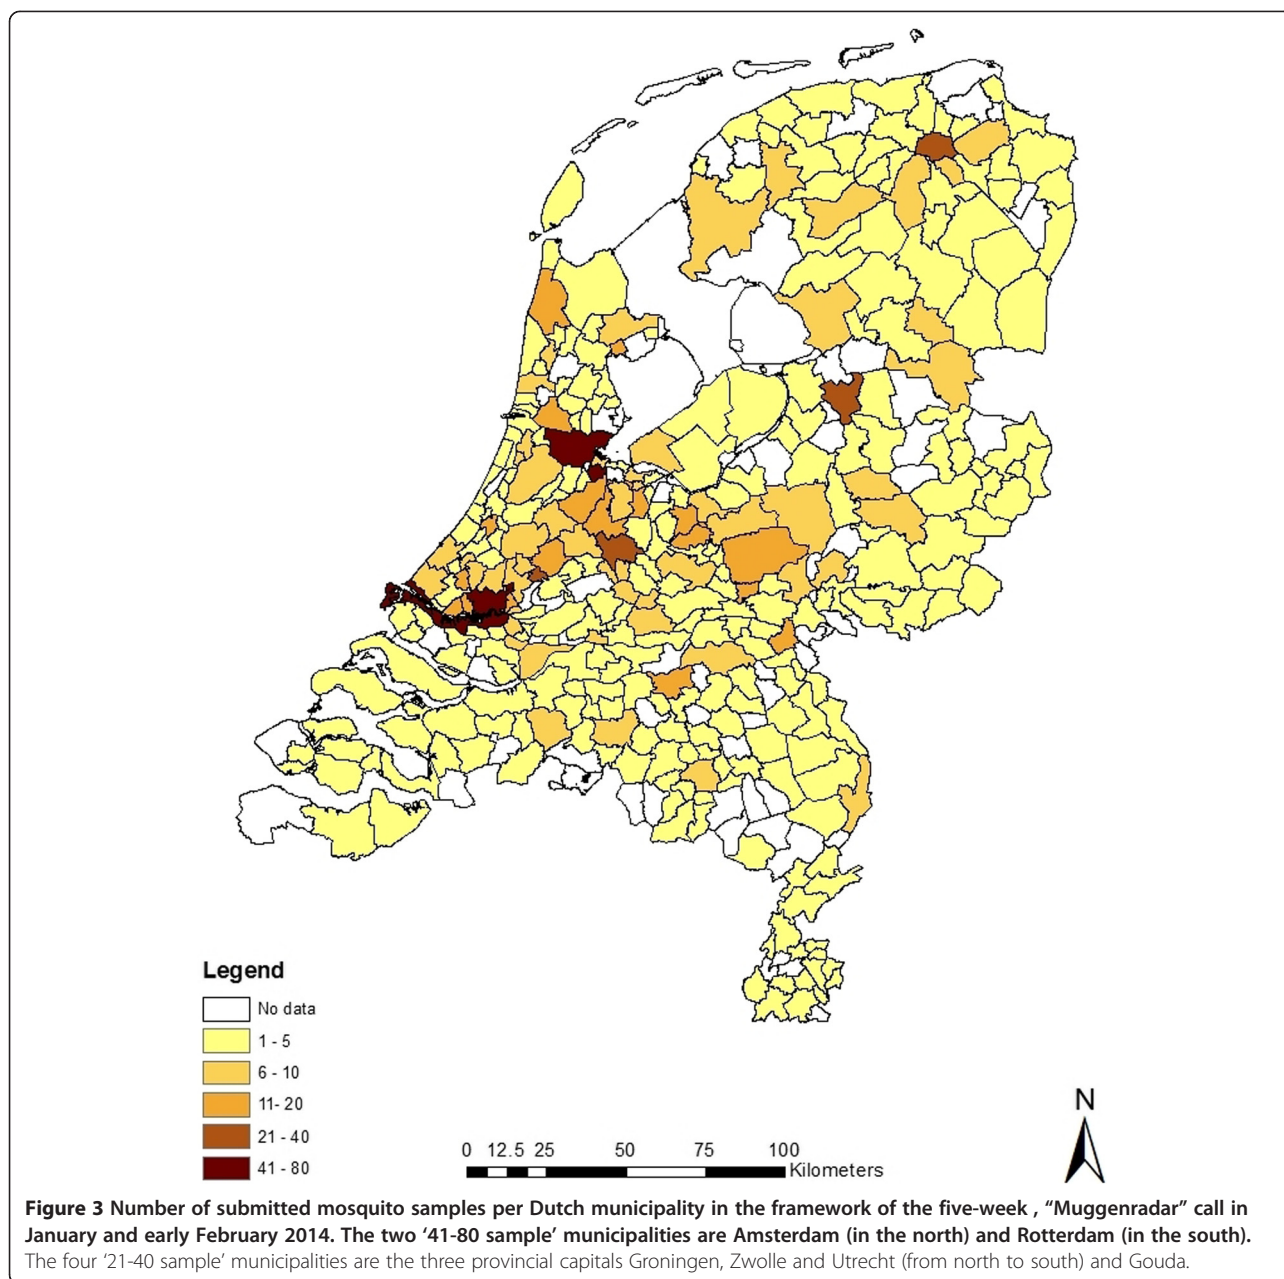 Legend
No data
1 - 5
6 - 10
11- 20
21 - 40
41 - 80
N
0 12.5 25 50 75 100
Kilometers
Figure 3 Number of submitted mosquito samples per Dutch municipality in the framework of the five-week , “Muggenradar” call in
January and early February 2014. The two ‘41-80 sample’ municipalities are Amsterdam (in the north) and Rotterdam (in the south).
The four ‘21-40 sample’ municipalities are the three provincial capitals Groningen, Zwolle and Utrecht (from north to south) and Gouda.